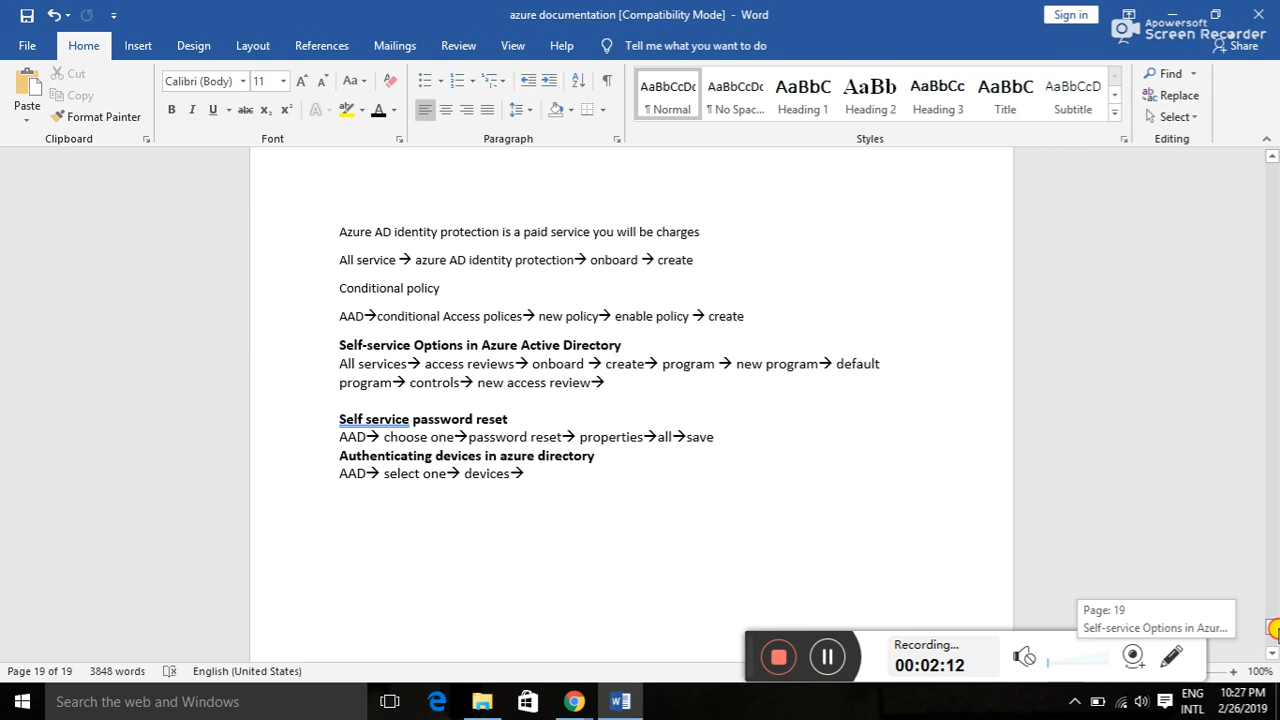 azure documentation [Compatibility Mode] - Word
Sign in
Apowersoft
Screen Recorder
File Home Insert Design Layout References Mailings Review View Help Tell me what you want to do Share
Paste
Cut
Copy
Format Painter
Clipboard
Calibri (Body) 11
Font
Paragraph
AaBbCcDc AaBbCcDc AaBbC AaBb AaBbCc AaBbC AaBbCcD
¶ Normal ¶ No Spac... Heading 1 Heading 2 Heading 3 Title Subtitle
Styles
Find
Replace
Select
Editing
Azure AD identity protection is a paid service you will be charges
All service → azure AD identity protection→ onboard → create
Conditional policy
AAD→conditional Access polices→ new policy→ enable policy → create
Self-service Options in Azure Active Directory
All services→ access reviews→ onboard → create→ program → new program→ default
program→ controls→ new access review→
Self service password reset
AAD→ choose one→password reset→ properties→all→save
Authenticating devices in azure directory
AAD→ select one→ devices→
Page: 19
Self-service Options in Azur...
Recording...
00:02:12
Page 19 of 19 3848 words English (United States) 100%
Search the web and Windows
ENG
INTL
10:27 PM
2/26/2019